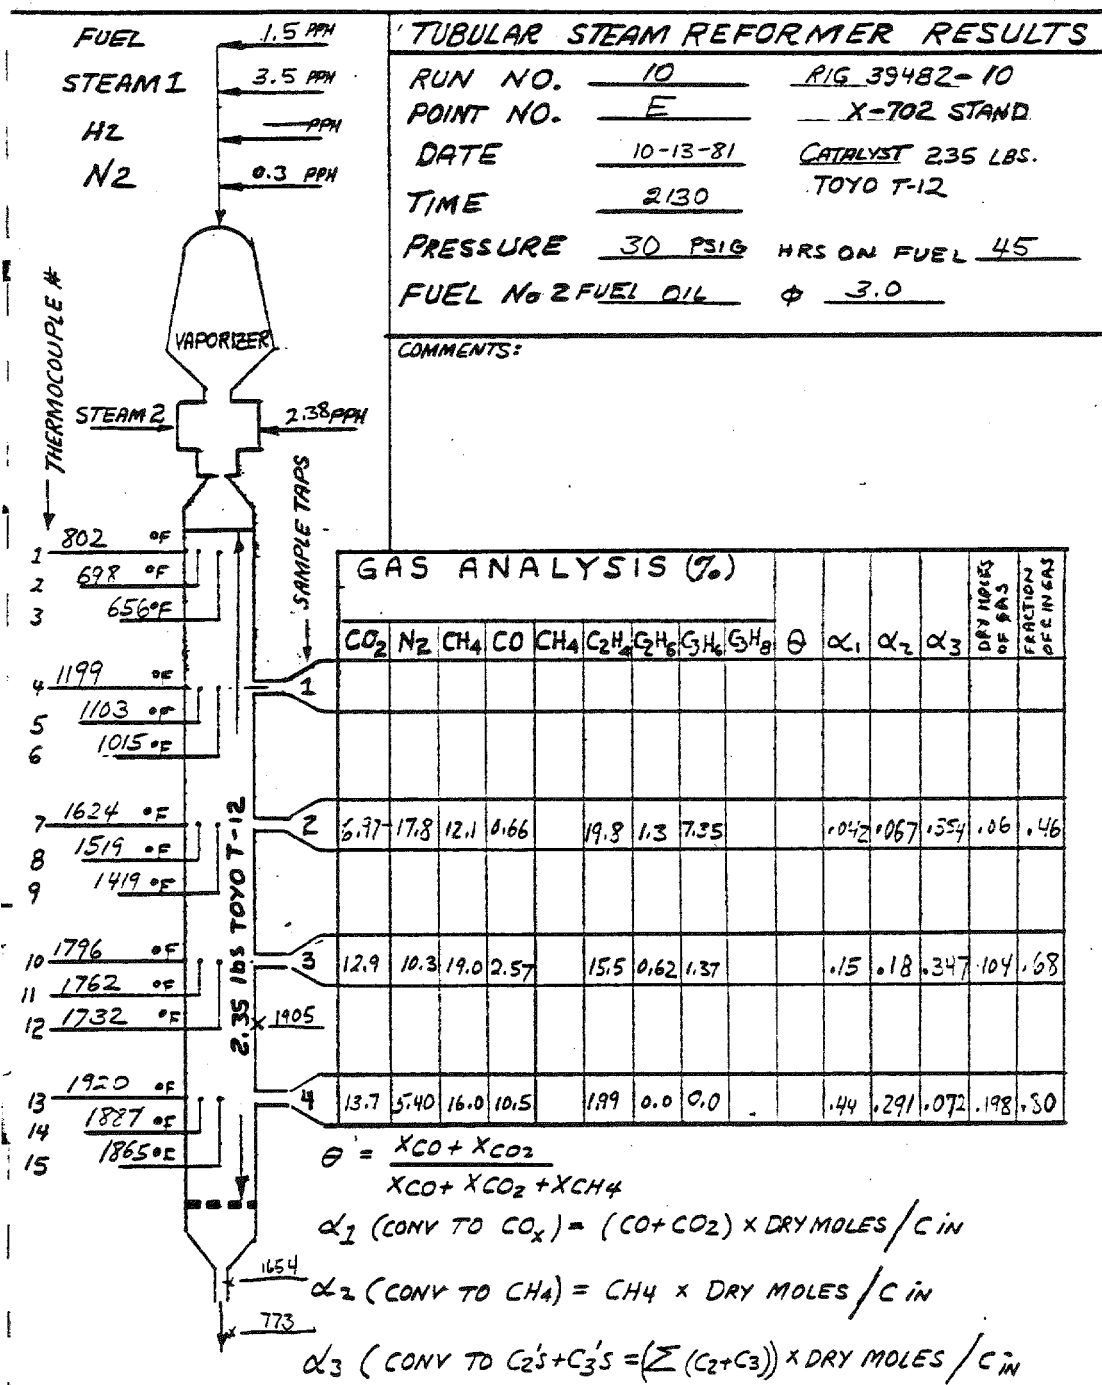 TUBULAR STEAM REFORMER RESULTS
FUEL 1.5 PPH
STEAM 1 3.5 PPH
H2 — PPH
N2 0.3 PPH
RUN NO. 10 RIG 39482-10
POINT NO. E X-702 STAND
DATE 10-13-81 CATALYST 235 LBS.
TOYO T-12
TIME 2130
PRESSURE 30 PSIG HRS ON FUEL 45
FUEL No 2 FUEL OIL φ 3.0
COMMENTS:
VAPORIZER
STEAM 2 2.38 PPH
THERMOCOUPLE #
SAMPLE TAPS
1 802 °F
2 698 °F
3 656 °F
4 1199 °F
5 1103 °F
6 1015 °F
7 1624 °F
8 1519 °F
9 1419 °F
10 1796 °F
11 1762 °F
12 1732 °F
1905
13 1920 °F
14 1887 °F
15 1865 °F
1654
773
2.35 lbs TOYO T-12
GAS ANALYSIS (%)
CO2 N2 CH4 CO CH4 C2H4 C2H6 C3H6 C3H8 θ α1 α2 α3 DRY MOLES OF GAS FRACTION OF C IN GAS
1
2 6.97 17.8 12.1 0.66 19.8 1.3 7.35 .042 .067 .354 .06 .46
3 12.9 10.3 19.0 2.57 15.5 0.62 1.37 .15 .18 .347 .104 .68
4 13.7 5.40 16.0 10.5 1.99 0.0 0.0 .44 .291 .072 .198 .80
θ = XCO + XCO2 / XCO + XCO2 + XCH4
α1 (CONV TO COx) = (CO + CO2) × DRY MOLES / C IN
α2 (CONV TO CH4) = CH4 × DRY MOLES / C IN
α3 (CONV TO C2's + C3's = (Σ (C2+C3)) × DRY MOLES / C IN